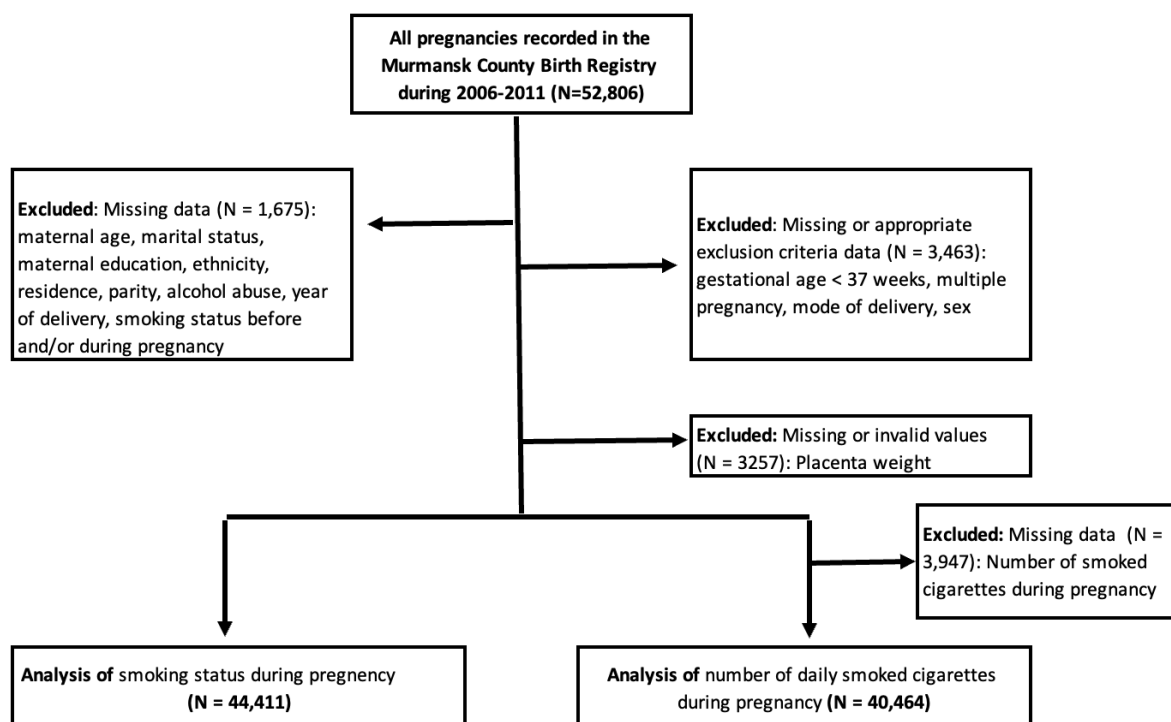 All pregnancies recorded in the
Murmansk County Birth Registry
during 2006-2011 (N=52,806)
Excluded: Missing data (N = 1,675):
maternal age, marital status,
maternal education, ethnicity,
residence, parity, alcohol abuse, year
of delivery, smoking status before
and/or during pregnancy
Excluded: Missing or appropriate
exclusion criteria data (N = 3,463):
gestational age < 37 weeks, multiple
pregnancy, mode of delivery, sex
Excluded: Missing or invalid values
(N = 3257): Placenta weight
Excluded: Missing data (N =
3,947): Number of smoked
cigarettes during pregnancy
Analysis of smoking status during pregnency
(N = 44,411)
Analysis of number of daily smoked cigarettes
during pregnancy (N = 40,464)